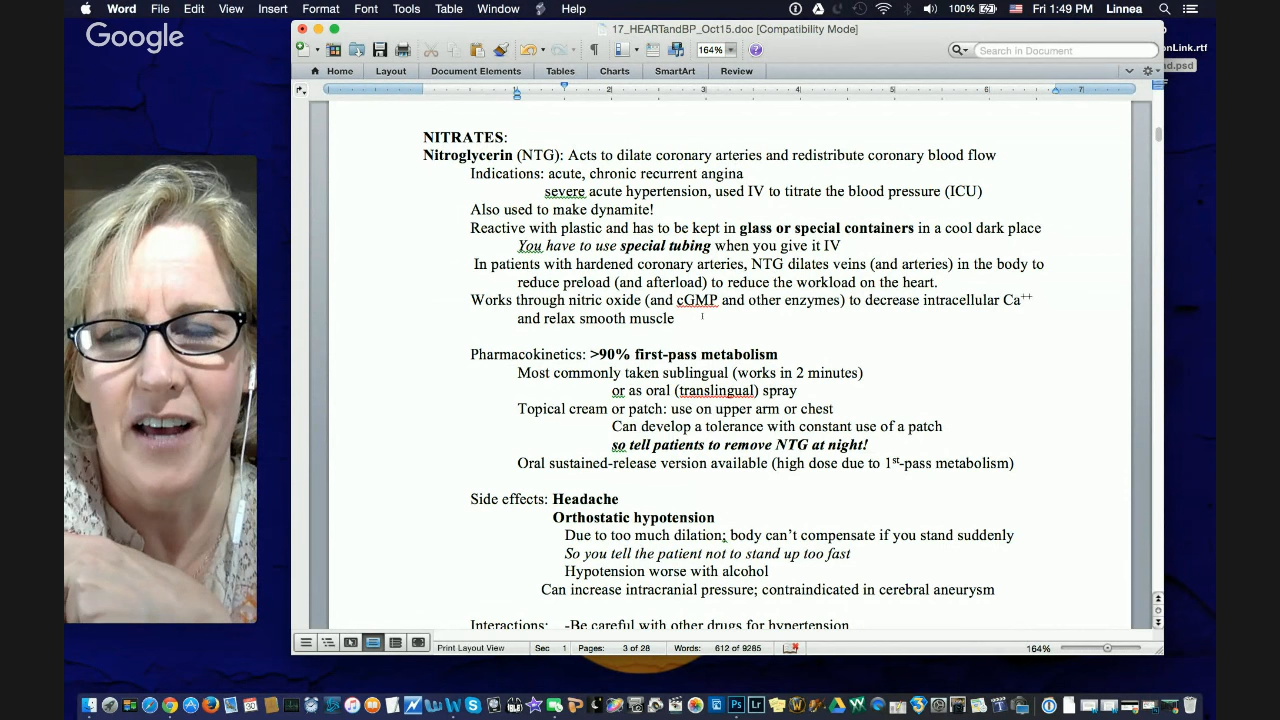 Word File Edit View Insert Format Font Tools Table Window Help 100% Fri 1:49 PM Linnea
Google
17_HEARTandBP_Oct15.doc [Compatibility Mode]
onLink.rtf
164% Search in Document
nd.psd
Home Layout Document Elements Tables Charts SmartArt Review
2 3 4 5 6 7
NITRATES:
Nitroglycerin (NTG): Acts to dilate coronary arteries and redistribute coronary blood flow
Indications: acute, chronic recurrent angina
severe acute hypertension, used IV to titrate the blood pressure (ICU)
Also used to make dynamite!
Reactive with plastic and has to be kept in glass or special containers in a cool dark place
You have to use special tubing when you give it IV
In patients with hardened coronary arteries, NTG dilates veins (and arteries) in the body to
reduce preload (and afterload) to reduce the workload on the heart.
Works through nitric oxide (and cGMP and other enzymes) to decrease intracellular Ca++
and relax smooth muscle
Pharmacokinetics: >90% first-pass metabolism
Most commonly taken sublingual (works in 2 minutes)
or as oral (translingual) spray
Topical cream or patch: use on upper arm or chest
Can develop a tolerance with constant use of a patch
so tell patients to remove NTG at night!
Oral sustained-release version available (high dose due to 1st-pass metabolism)
Side effects: Headache
Orthostatic hypotension
Due to too much dilation; body can't compensate if you stand suddenly
So you tell the patient not to stand up too fast
Hypotension worse with alcohol
Can increase intracranial pressure; contraindicated in cerebral aneurysm
Interactions: -Be careful with other drugs for hypertension
Print Layout View Sec 1 Pages: 3 of 28 Words: 612 of 9285 164%